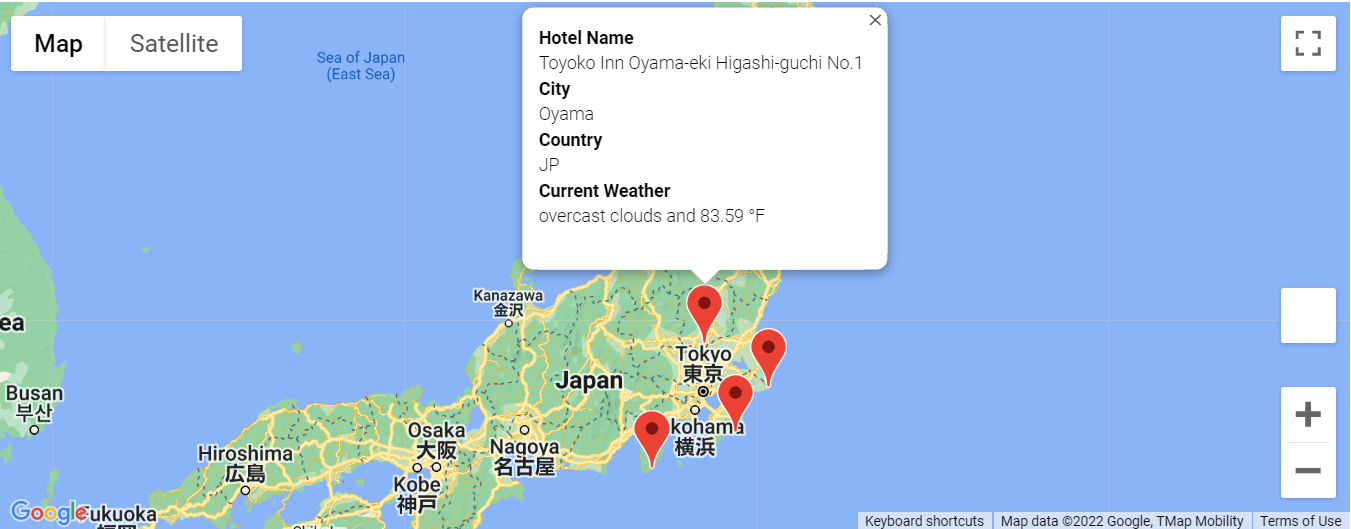 Map
Satellite
Sea of Japan
(East Sea)
Hotel Name
Toyoko Inn Oyama-eki Higashi-guchi No.1
City
Oyama
Country
JP
Current Weather
overcast clouds and 83.59 °F
Kanazawa
金沢
ea
Tokyo
東京
Japan
Busan
부산
kohama
横浜
Osaka
大阪
Nagoya
名古屋
Hiroshima
広島
Kobe
神戸
Google
Fukuoka
福岡
Keyboard shortcuts
Map data ©2022 Google, TMap Mobility
Terms of Use